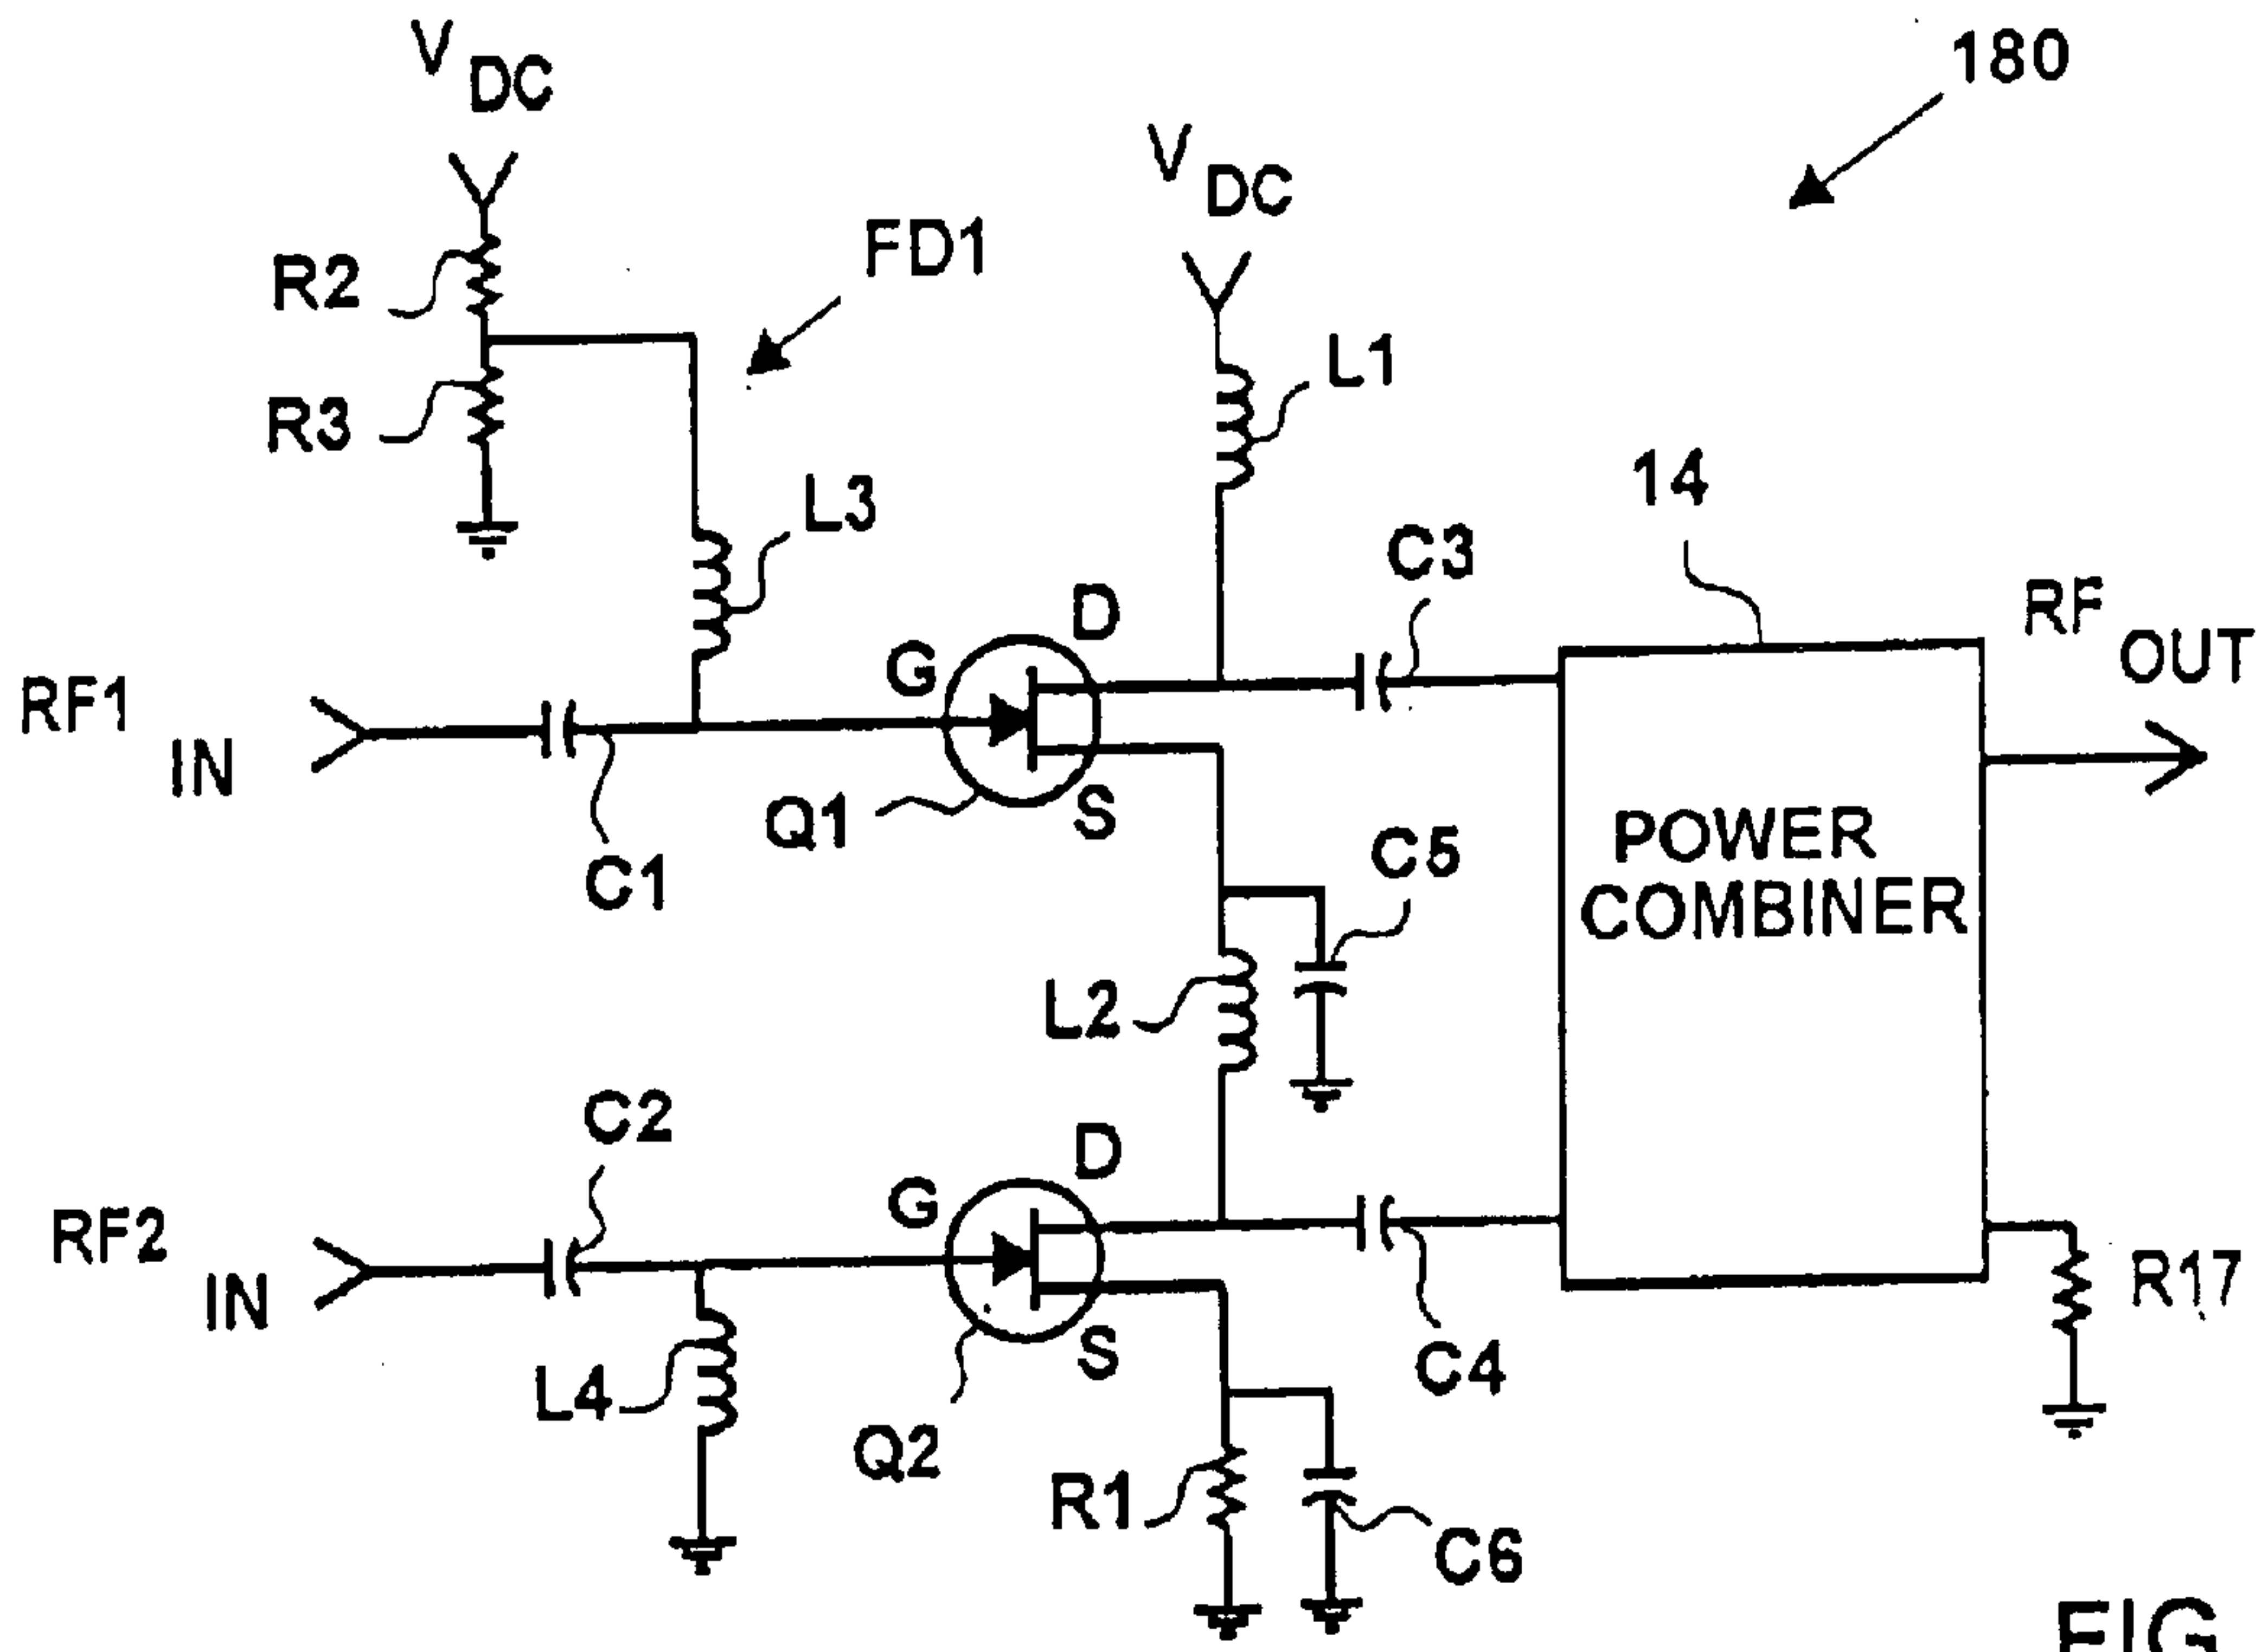 V DC
180
V DC
R2
FD1
R3
L1
L3
14
C3
D
RF OUT
G
RF1 IN
Q1
S
C1
C5
POWER
COMBINER
L2
C2
D
G
RF2 IN
R17
S
C4
L4
Q2
R1
C6
FIG